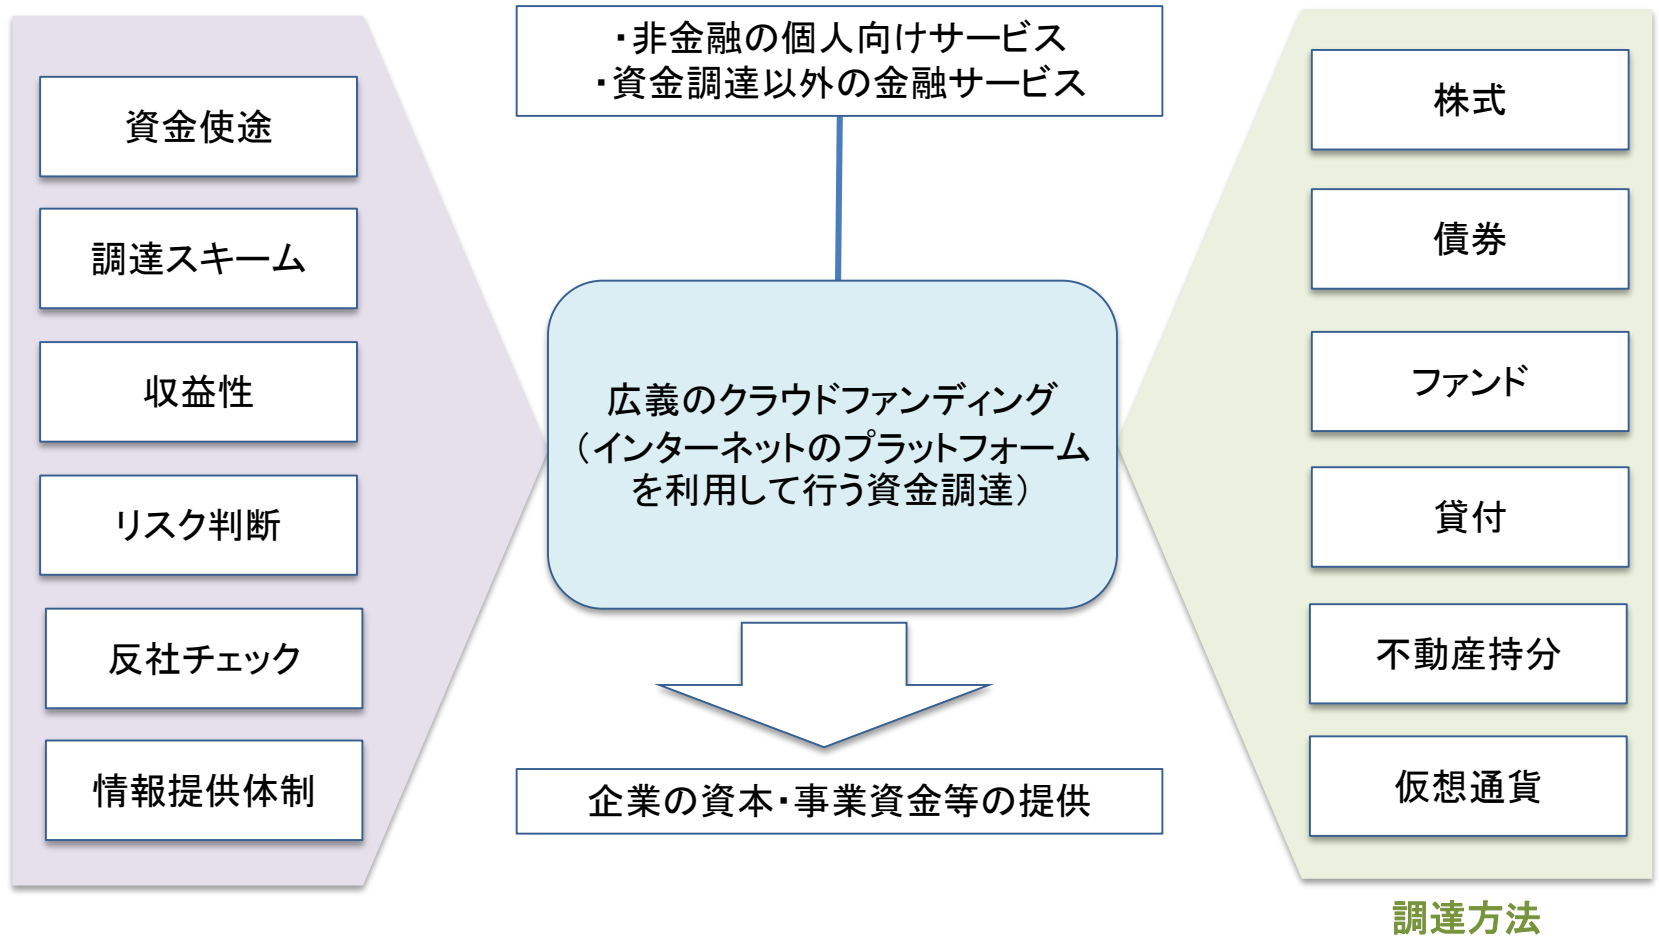 ・非金融の個人向けサービス
・資金調達以外の金融サービス
資金使途
調達スキーム
収益性
リスク判断
反社チェック
情報提供体制
広義のクラウドファンディング
（インターネットのプラットフォーム
を利用して行う資金調達）
企業の資本・事業資金等の提供
株式
債券
ファンド
貸付
不動産持分
仮想通貨
調達方法